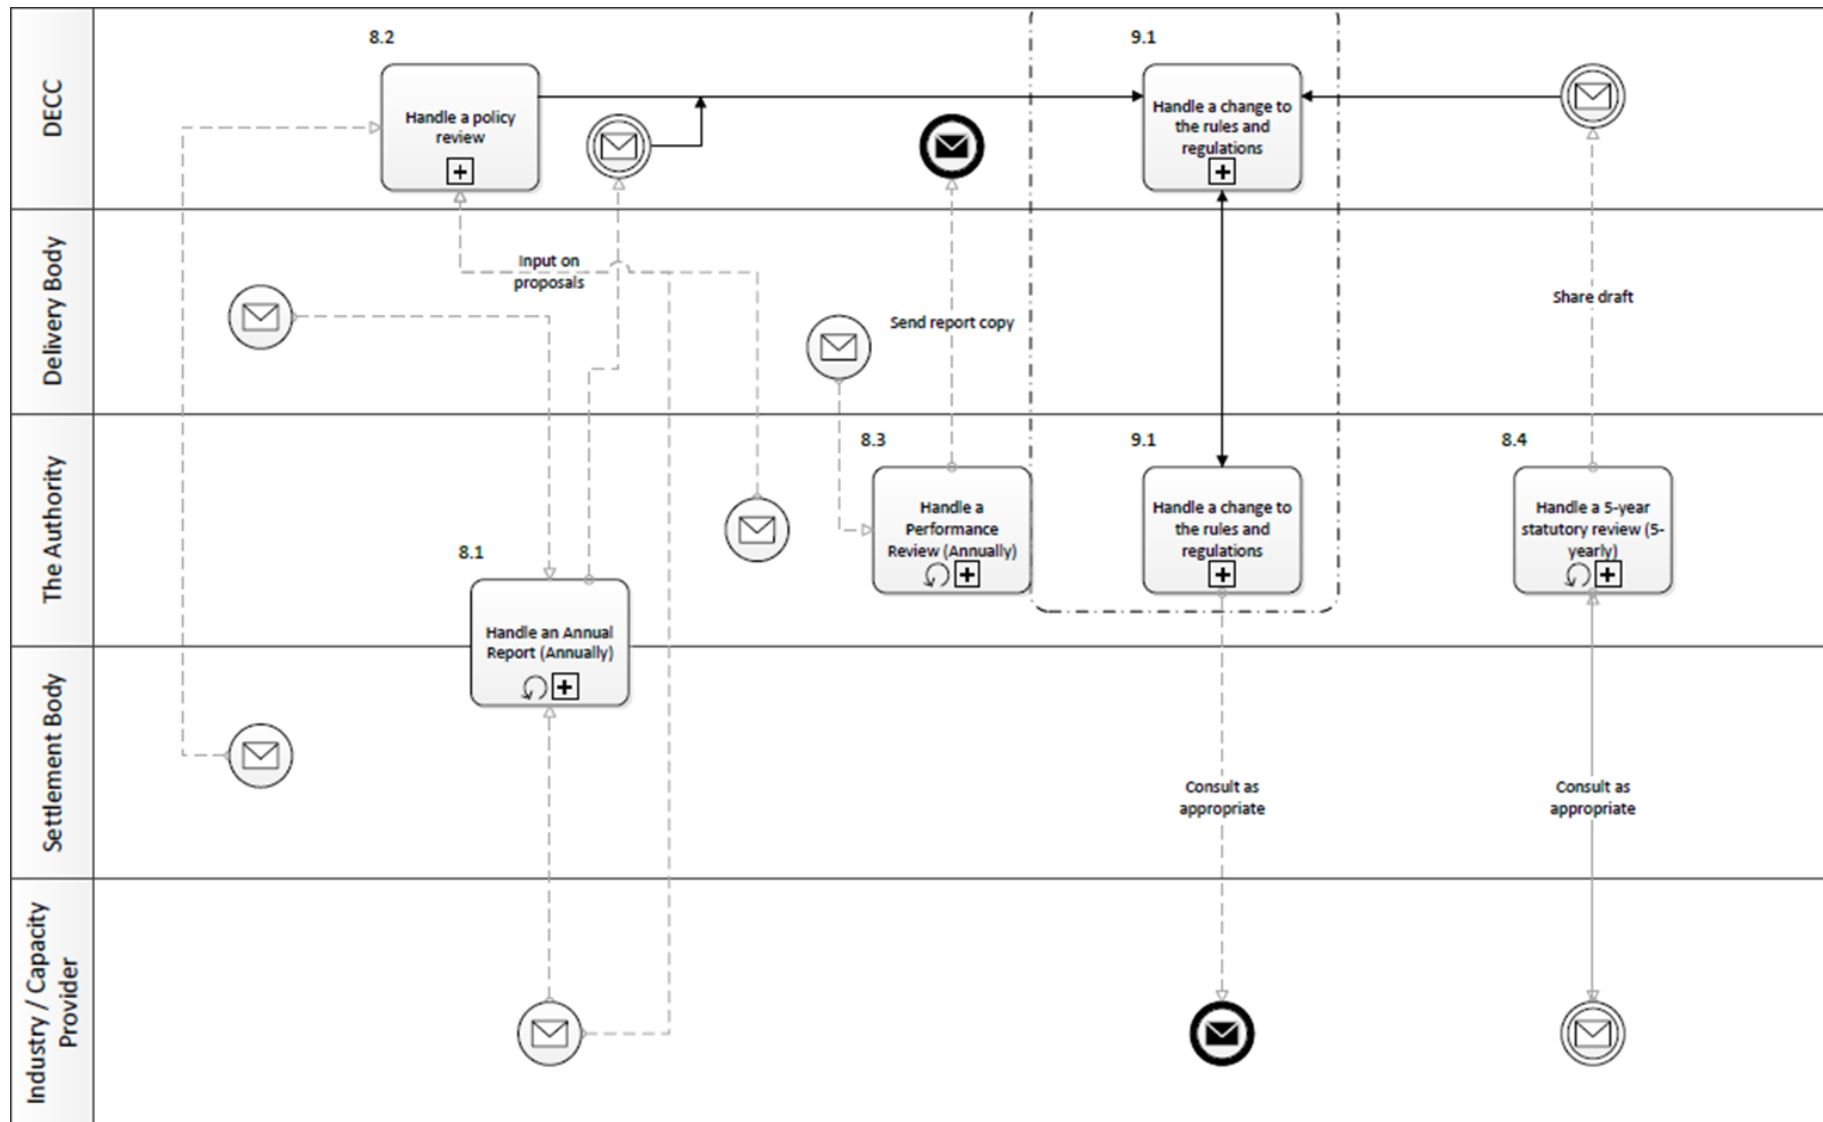 DECC
8.2
Handle a policy
review
9.1
Handle a change to
the rules and
regulations
Delivery Body
Input on
proposals
Send report copy
Share draft
The Authority
8.1
Handle an Annual
Report (Annually)
8.3
Handle a
Performance
Review (Annually)
9.1
Handle a change to
the rules and
regulations
8.4
Handle a 5-year
statutory review (5-
yearly)
Settlement Body
Consult as
appropriate
Consult as
appropriate
Industry / Capacity
Provider